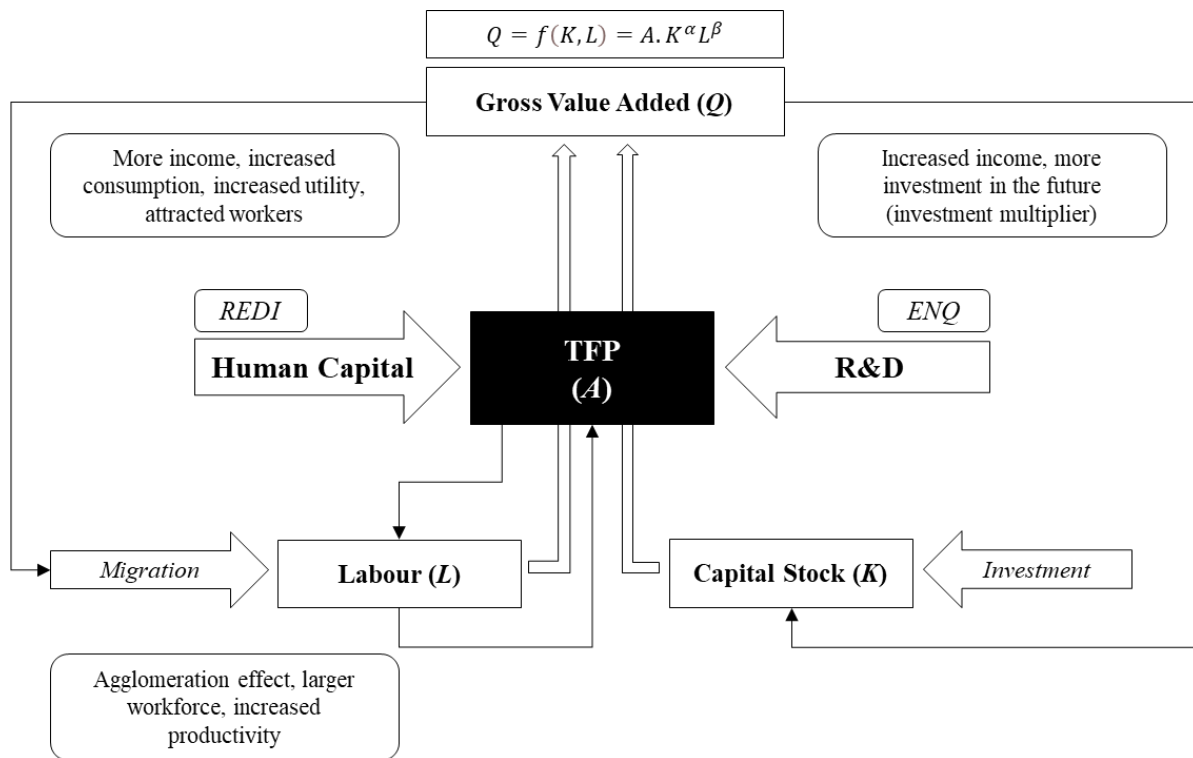 Q = f(K, L) = A. K^α L^β
Gross Value Added (Q)
More income, increased
consumption, increased utility,
attracted workers
Increased income, more
investment in the future
(investment multiplier)
REDI
Human Capital
TFP
(A)
ENQ
R&D
Migration
Labour (L)
Capital Stock (K)
Investment
Agglomeration effect, larger
workforce, increased
productivity